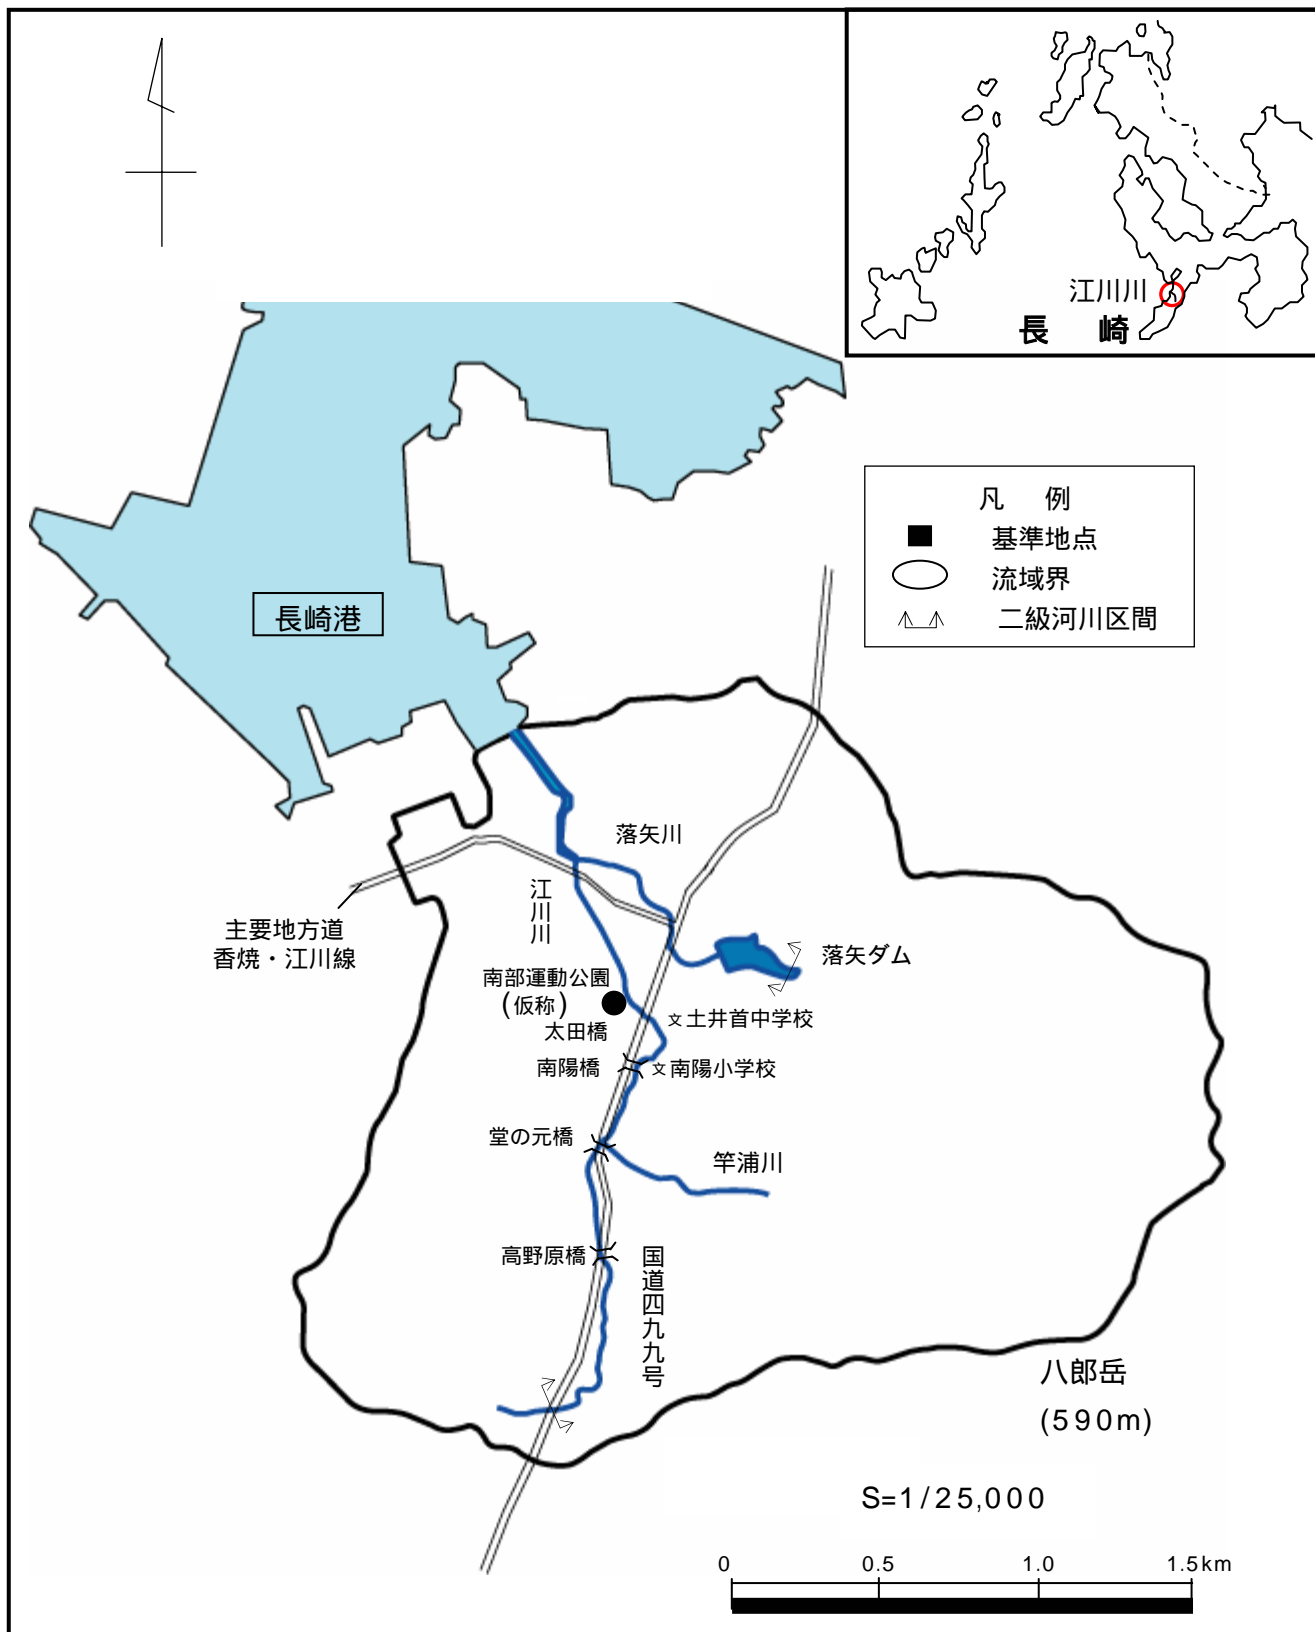 江川川
長 崎
凡 例
基準地点
流域界
二級河川区間
長崎港
落矢川
江川川
主要地方道
香焼・江川線
落矢ダム
南部運動公園
(仮称)
文土井首中学校
太田橋
南陽橋
文南陽小学校
堂の元橋
竿浦川
高野原橋
国道四九九号
八郎岳
(590m)
S=1/25,000
0 0.5 1.0 1.5km